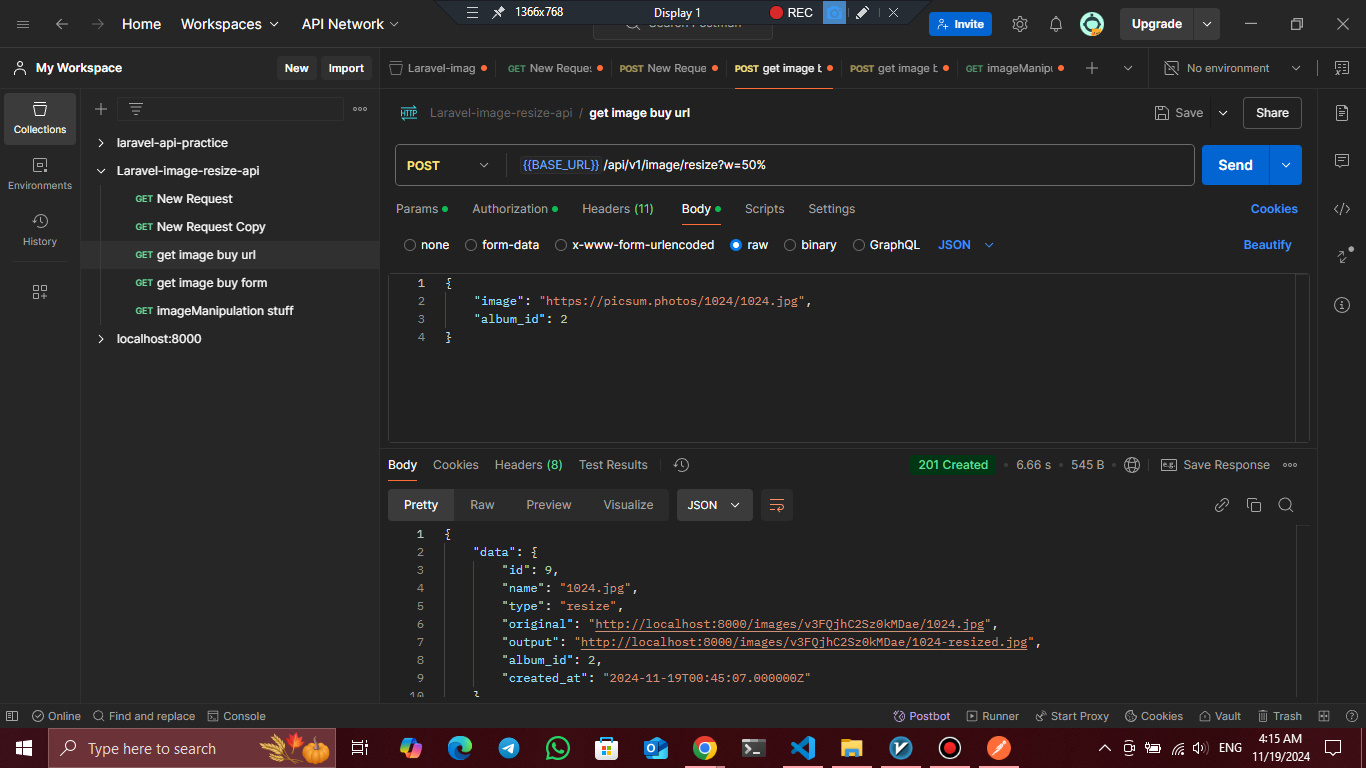 1366x768 Display 1 REC
Home Workspaces API Network Search Postman Invite Upgrade
My Workspace New Import
Laravel-imag GET New Reques POST New Reque POST get image b POST get image b GET imageManipu No environment
Collections
Environments
History
laravel-api-practice
Laravel-image-resize-api
GET New Request
GET New Request Copy
GET get image buy url
GET get image buy form
GET imageManipulation stuff
localhost:8000
HTTP Laravel-image-resize-api / get image buy url Save Share
POST {{BASE_URL}} /api/v1/image/resize?w=50% Send
Params Authorization Headers (11) Body Scripts Settings Cookies
none form-data x-www-form-urlencoded raw binary GraphQL JSON Beautify
1 {
2 "image": "https://picsum.photos/1024/1024.jpg",
3 "album_id": 2
4 }
Body Cookies Headers (8) Test Results 201 Created 6.66 s 545 B e.g. Save Response
Pretty Raw Preview Visualize JSON
1 {
2 "data": {
3 "id": 9,
4 "name": "1024.jpg",
5 "type": "resize",
6 "original": "http://localhost:8000/images/v3FQjhC2Sz0kMDae/1024.jpg",
7 "output": "http://localhost:8000/images/v3FQjhC2Sz0kMDae/1024-resized.jpg",
8 "album_id": 2,
9 "created_at": "2024-11-19T00:45:07.000000Z"
10 }
Online Find and replace Console Postbot Runner Start Proxy Cookies Vault Trash
Type here to search ENG 4:15 AM
11/19/2024